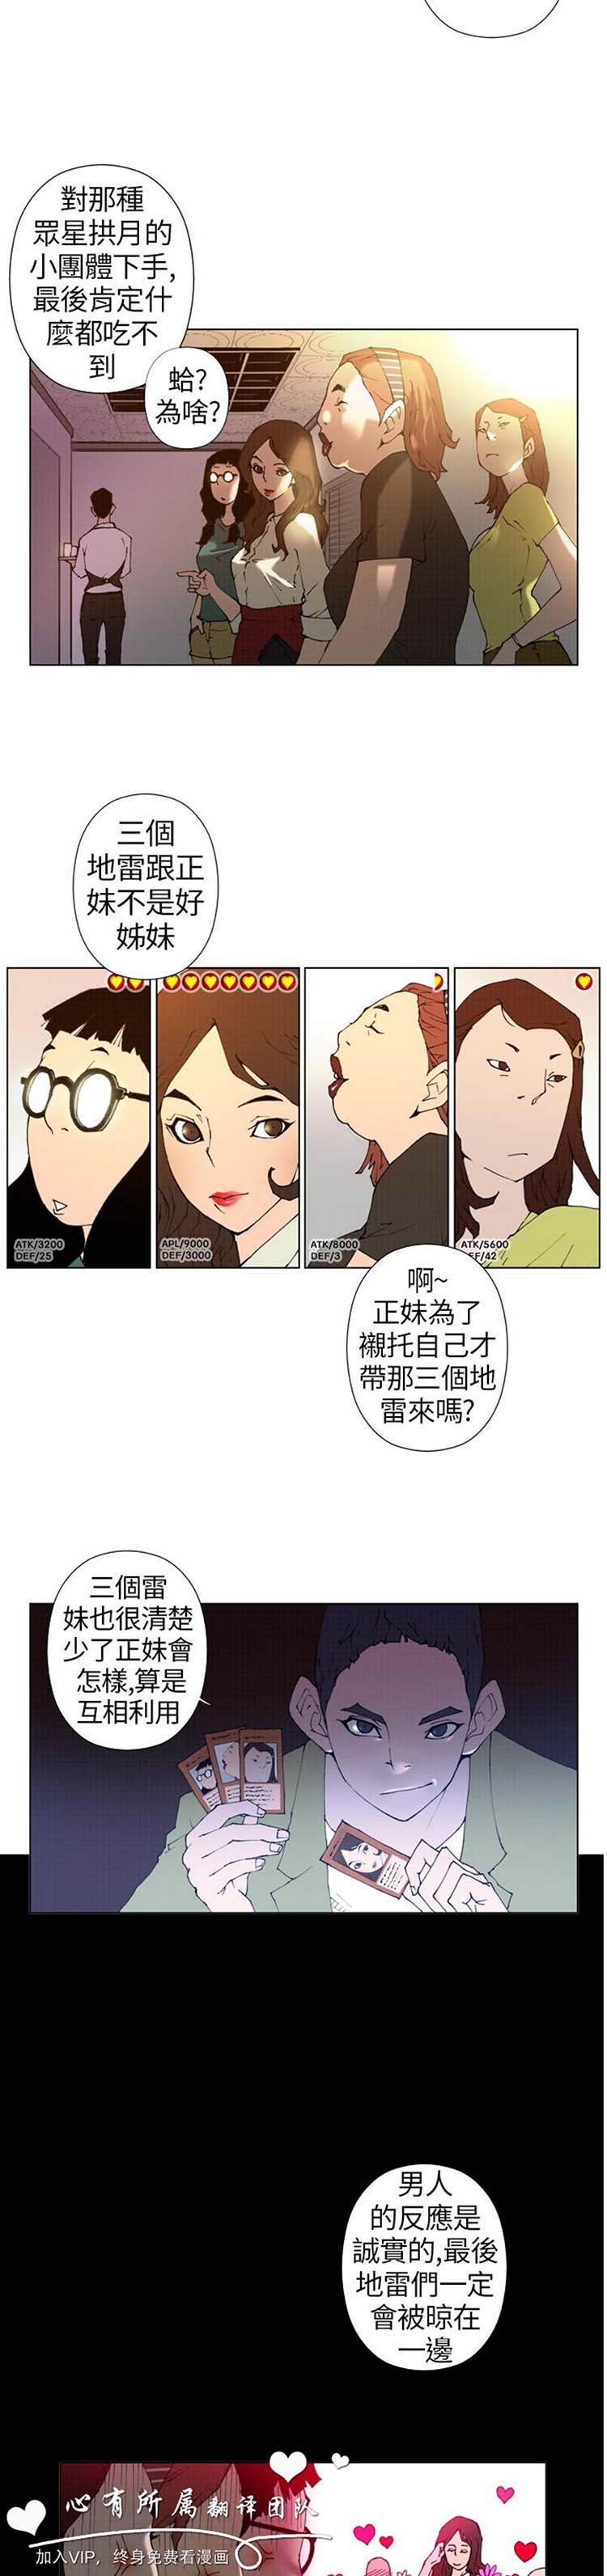 對那種
眾星拱月的
小團體下手,
最後肯定什
麼都吃不
到
蛤?
為啥?
三個
地雷跟正
妹不是好
姊妹
ATK/3200
DEF/25
APL/9000
DEF/3000
ATK/8000
DEF/3
ATK/5600
DEF/42
啊~
正妹為了
襯托自己才
帶那三個地
雷來嗎?
三個雷
妹也很清楚
少了正妹會
怎樣,算是
互相利用
男人
的反應是
誠實的,最後
地雷們一定
會被晾在
一邊
心有所属翻译团队
加入VIP，终身免费看漫画